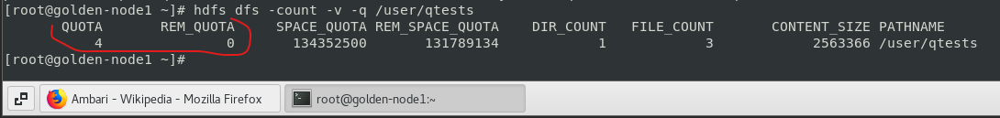 [root@golden-node1 ~]# hdfs dfs -count -v -q /user/qtests
QUOTA REM_QUOTA SPACE_QUOTA REM_SPACE_QUOTA DIR_COUNT FILE_COUNT CONTENT_SIZE PATHNAME
4 0 134352500 131789134 1 3 2563366 /user/qtests
[root@golden-node1 ~]#
Ambari - Wikipedia - Mozilla Firefox root@golden-node1:~